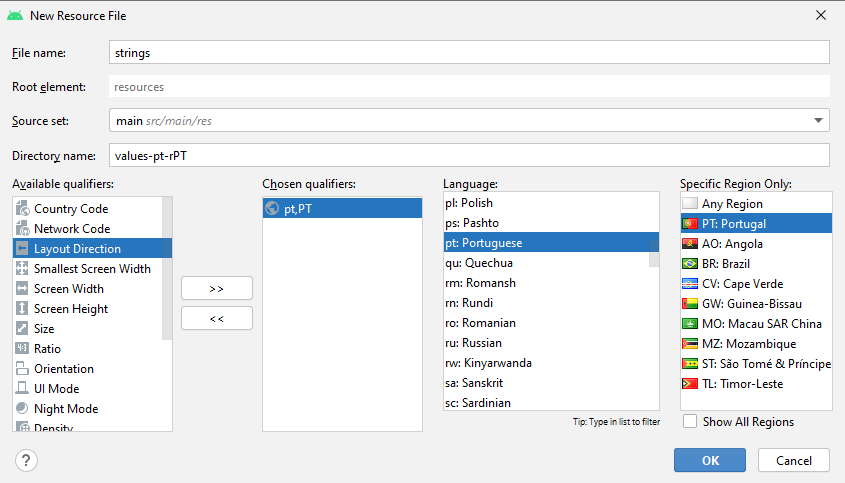 New Resource File
File name:
strings
Root element:
resources
Source set:
main src/main/res
Directory name:
values-pt-rPT
Available qualifiers:
Country Code
Network Code
Layout Direction
Smallest Screen Width
Screen Width
Screen Height
Size
Ratio
Orientation
UI Mode
Night Mode
Density
>>
<<
Chosen qualifiers:
pt,PT
Language:
pl: Polish
ps: Pashto
pt: Portuguese
qu: Quechua
rm: Romansh
rn: Rundi
ro: Romanian
ru: Russian
rw: Kinyarwanda
sa: Sanskrit
sc: Sardinian
Tip: Type in list to filter
Specific Region Only:
Any Region
PT: Portugal
AO: Angola
BR: Brazil
CV: Cape Verde
GW: Guinea-Bissau
MO: Macau SAR China
MZ: Mozambique
ST: São Tomé & Príncipe
TL: Timor-Leste
Show All Regions
?
OK
Cancel